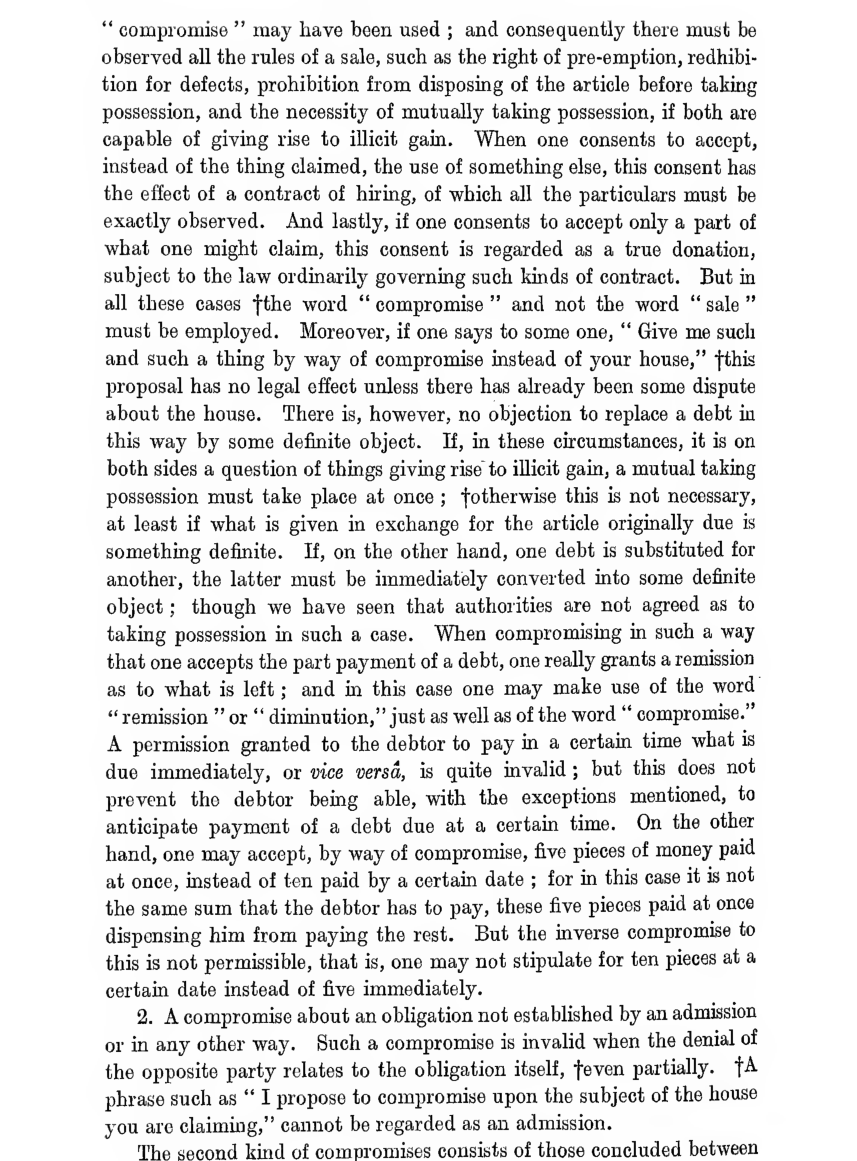 “ compromise ” may have been used ; and consequently there must be
observed all the rules of a sale, such as the right of pre-emption, redhibi-
tion for defects, prohibition from disposing of the article before taking
possession, and the necessity of mutually taking possession, if both are
capable of giving rise to illicit gain. When one consents to accept,
instead of the thing claimed, the use of something else, this consent has
the effect of a contract of hiring, of which all the particulars must be
exactly observed. And lastly, if one consents to accept only a part of
what one might claim, this consent is regarded as a true donation,
subject to the law ordinarily governing such kinds of contract. But in
all these cases †the word “ compromise ” and not the word “ sale ”
must be employed. Moreover, if one says to some one, “ Give me such
and such a thing by way of compromise instead of your house,” †this
proposal has no legal effect unless there has already been some dispute
about the house. There is, however, no objection to replace a debt in
this way by some definite object. If, in these circumstances, it is on
both sides a question of things giving rise to illicit gain, a mutual taking
possession must take place at once ; †otherwise this is not necessary,
at least if what is given in exchange for the article originally due is
something definite. If, on the other hand, one debt is substituted for
another, the latter must be immediately converted into some definite
object ; though we have seen that authorities are not agreed as to
taking possession in such a case. When compromising in such a way
that one accepts the part payment of a debt, one really grants a remission
as to what is left ; and in this case one may make use of the word
“ remission ” or “ diminution,” just as well as of the word “ compromise.”
A permission granted to the debtor to pay in a certain time what is
due immediately, or vice versâ, is quite invalid ; but this does not
prevent the debtor being able, with the exceptions mentioned, to
anticipate payment of a debt due at a certain time. On the other
hand, one may accept, by way of compromise, five pieces of money paid
at once, instead of ten paid by a certain date ; for in this case it is not
the same sum that the debtor has to pay, these five pieces paid at once
dispensing him from paying the rest. But the inverse compromise to
this is not permissible, that is, one may not stipulate for ten pieces at a
certain date instead of five immediately.
2. A compromise about an obligation not established by an admission
or in any other way. Such a compromise is invalid when the denial of
the opposite party relates to the obligation itself, †even partially. †A
phrase such as “ I propose to compromise upon the subject of the house
you are claiming,” cannot be regarded as an admission.
The second kind of compromises consists of those concluded between